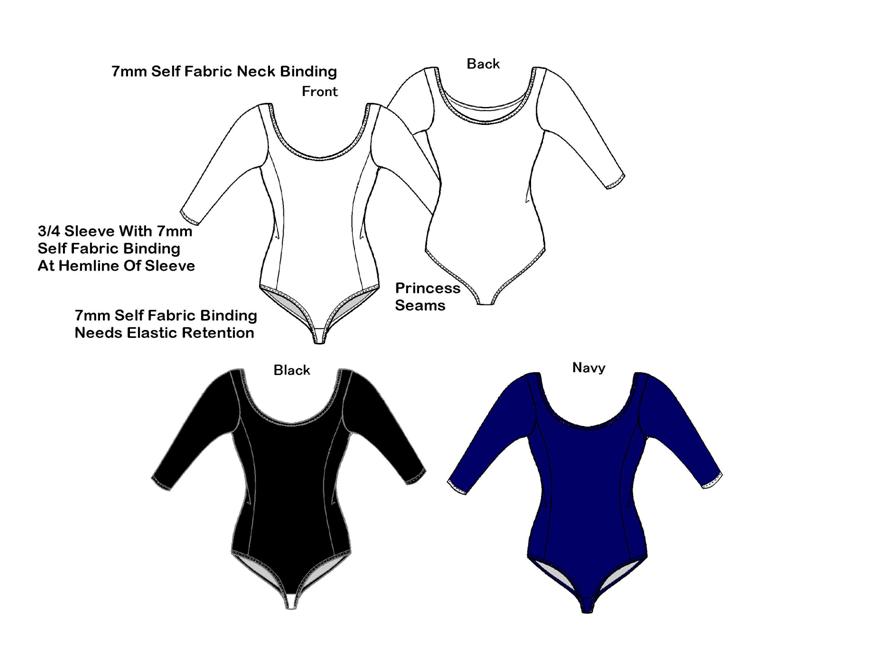 Back
7mm Self Fabric Neck Binding
Front
3/4 Sleeve With 7mm
Self Fabric Binding
At Hemline Of Sleeve
Princess
Seams
7mm Self Fabric Binding
Needs Elastic Retention
Black
Navy